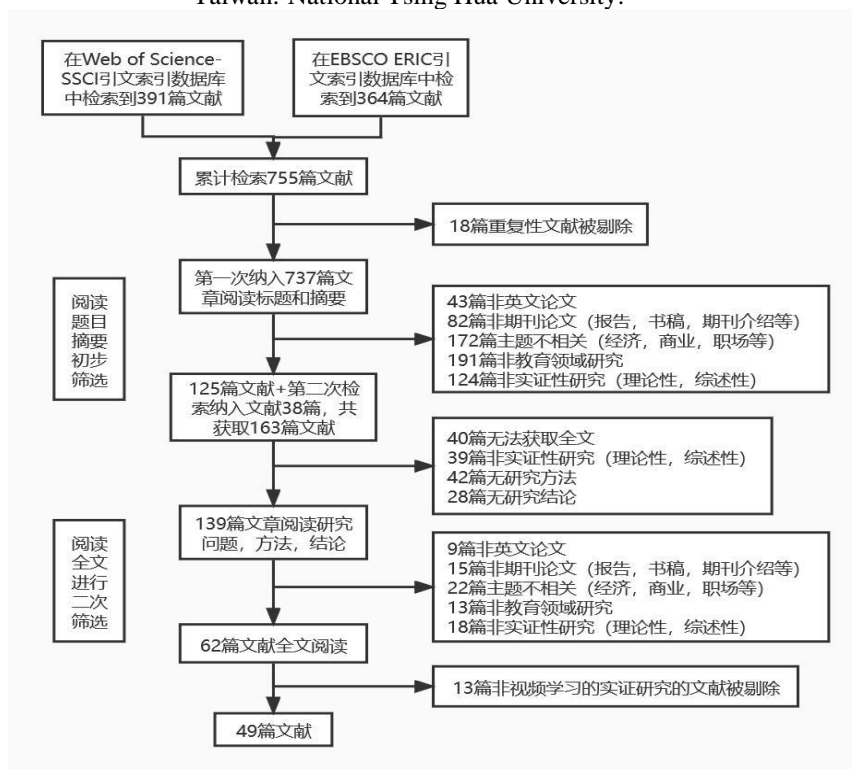 Taiwan: National Tsing Hua University.
在Web of Science-
SSCI引文索引数据库
中检索到391篇文献
在EBSCO ERIC引
文索引数据库中检
索到364篇文献
累计检索755篇文献
18篇重复性文献被剔除
第一次纳入737篇文
章阅读标题和摘要
阅读
题目
摘要
初步
筛选
43篇非英文论文
82篇非期刊论文（报告，书稿，期刊介绍等）
172篇主题不相关（经济，商业，职场等）
191篇非教育领域研究
124篇非实证性研究（理论性，综述性）
125篇文献+第二次检
索纳入文献38篇，共
获取163篇文献
40篇无法获取全文
39篇非实证性研究（理论性，综述性）
42篇无研究方法
28篇无研究结论
139篇文章阅读研究
问题，方法，结论
阅读
全文
进行
二次
筛选
9篇非英文论文
15篇非期刊论文（报告，书稿，期刊介绍等）
22篇主题不相关（经济，商业，职场等）
13篇非教育领域研究
18篇非实证性研究（理论性，综述性）
62篇文献全文阅读
13篇非视频学习的实证研究的文献被剔除
49篇文献